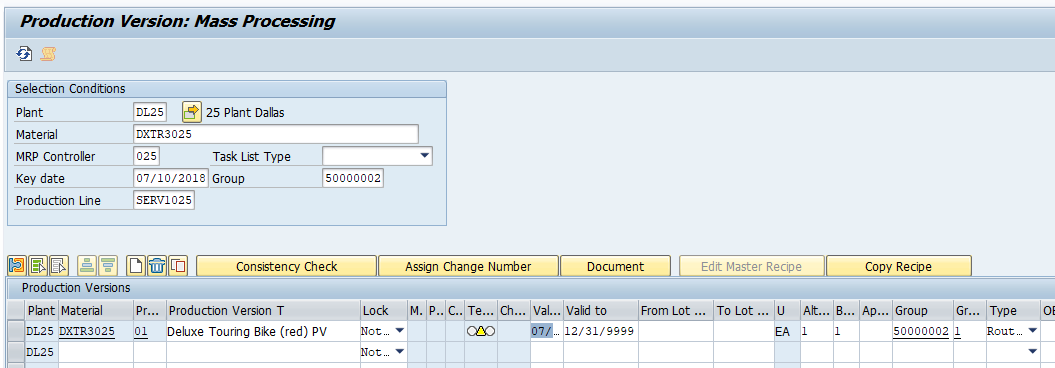 Production Version: Mass Processing
Selection Conditions
Plant DL25 25 Plant Dallas
Material DXTR3025
MRP Controller 025 Task List Type
Key date 07/10/2018 Group 50000002
Production Line SERV1025
Consistency Check Assign Change Number Document Edit Master Recipe Copy Recipe
Production Versions
Plant Material Pr... Production Version T Lock M. P.. C.. Te... Ch... Val... Valid to From Lot ... To Lot ... U Alt... B... Ap... Group Gr... Type OB
DL25 DXTR3025 01 Deluxe Touring Bike (red) PV Not... 07/... 12/31/9999 EA 1 1 50000002 1 Rout...
DL25 Not...